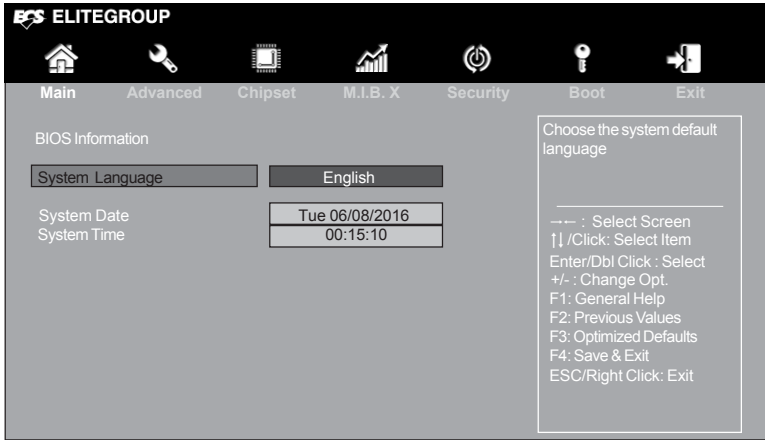 ECS ELITEGROUP
Main Advanced Chipset M.I.B. X Security Boot Exit
BIOS Information
System Language English
System Date Tue 06/08/2016
System Time 00:15:10
Choose the system default
language
→← : Select Screen
↑↓/Click: Select Item
Enter/Dbl Click : Select
+/- : Change Opt.
F1: General Help
F2: Previous Values
F3: Optimized Defaults
F4: Save & Exit
ESC/Right Click: Exit